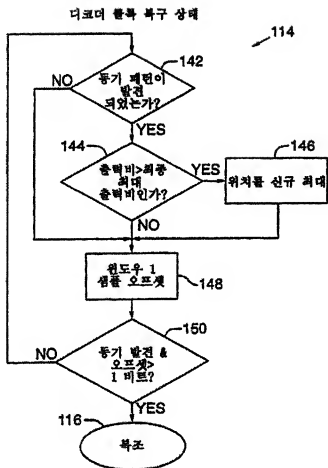 디코더 블록 복구 상태
114
142
NO
동기 패턴이
발견
되었는가?
YES
144
146
출력비>최종
최대
출력비인가?
YES
위치를 신규 최대
NO
윈도우 1
샘플 오프셋
148
150
NO
동기 발견 &
오프셋>
1 비트?
YES
116
복조